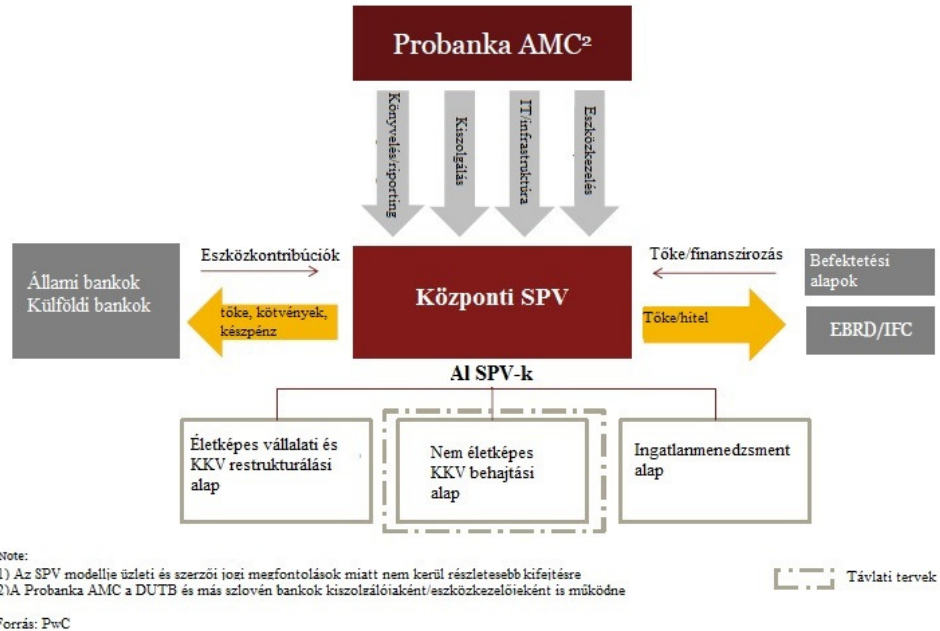 Probanka AMC²
Könyvelés/riporting
Kiszolgálás
IT/infrastruktúra
Eszközkezelés
Állami bankok
Külföldi bankok
Eszközkontribúciók
tőke, kötvények,
készpénz
Központi SPV
Tőke/finanszírozás
Tőke/hitel
Befektetési
alapok
EBRD/IFC
Al SPV-k
Életképes vállalati és
KKV restrukturálási
alap
Nem életképes
KKV behajtási
alap
Ingatlanmenedzsment
alap
Note:
1) Az SPV modellje üzleti és szerzői jogi megfontolások miatt nem kerül részletesebb kifejtésre
2)A Probanka AMC a DUTB és más szlovén bankok kiszolgálójaként/eszközkezelőjeként is működne
Távlati tervek
Forrás: PwC